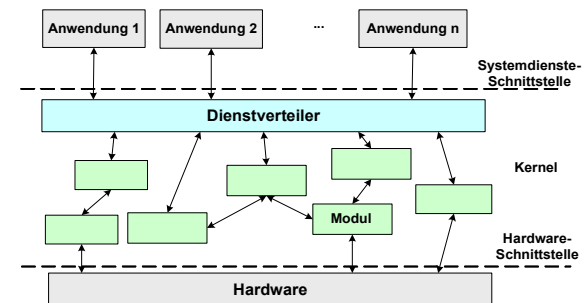 Anwendung 1
Anwendung 2
...
Anwendung n
Systemdienste-
Schnittstelle
Dienstverteiler
Kernel
Modul
Hardware-
Schnittstelle
Hardware